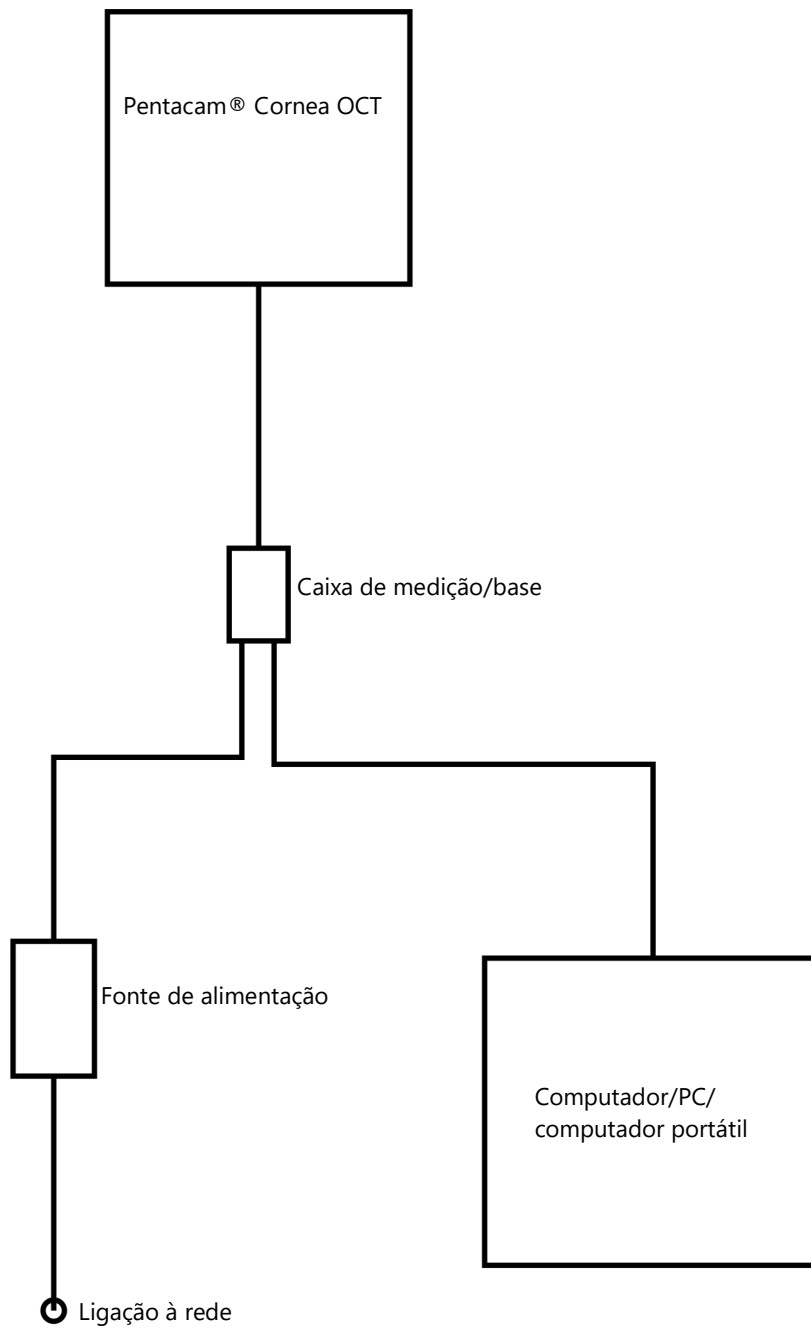 Pentacam® Cornea OCT
Caixa de medição/base
Fonte de alimentação
Computador/PC/
computador portátil
Ligação à rede